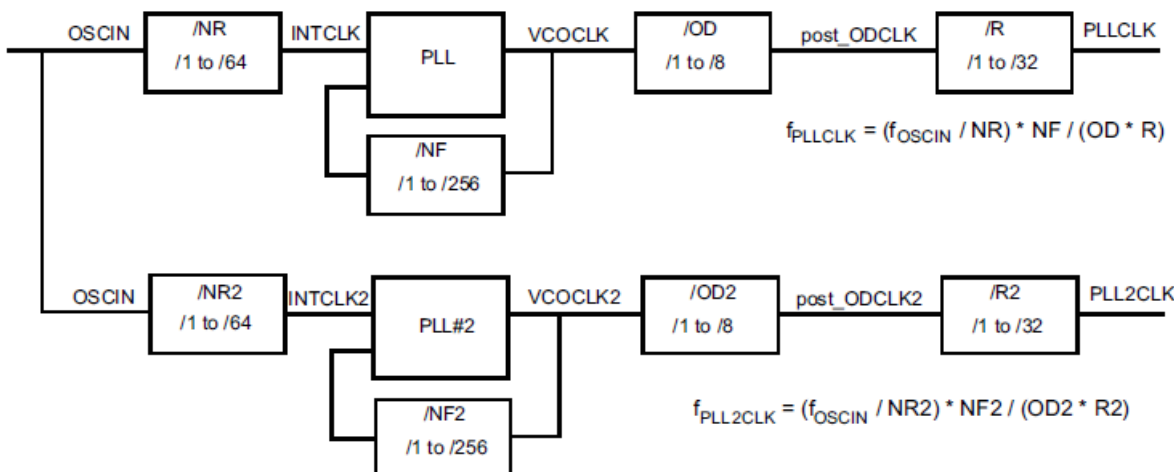 OSCIN
/NR
/1 to /64
INTCLK
PLL
VCOCLK
/OD
/1 to /8
post_ODCLK
/R
/1 to /32
PLLCLK
/NF
/1 to /256
fPLLCLK = (fOSCIN / NR) * NF / (OD * R)
OSCIN
/NR2
/1 to /64
INTCLK2
PLL#2
VCOCLK2
/OD2
/1 to /8
post_ODCLK2
/R2
/1 to /32
PLL2CLK
/NF2
/1 to /256
fPLL2CLK = (fOSCIN / NR2) * NF2 / (OD2 * R2)